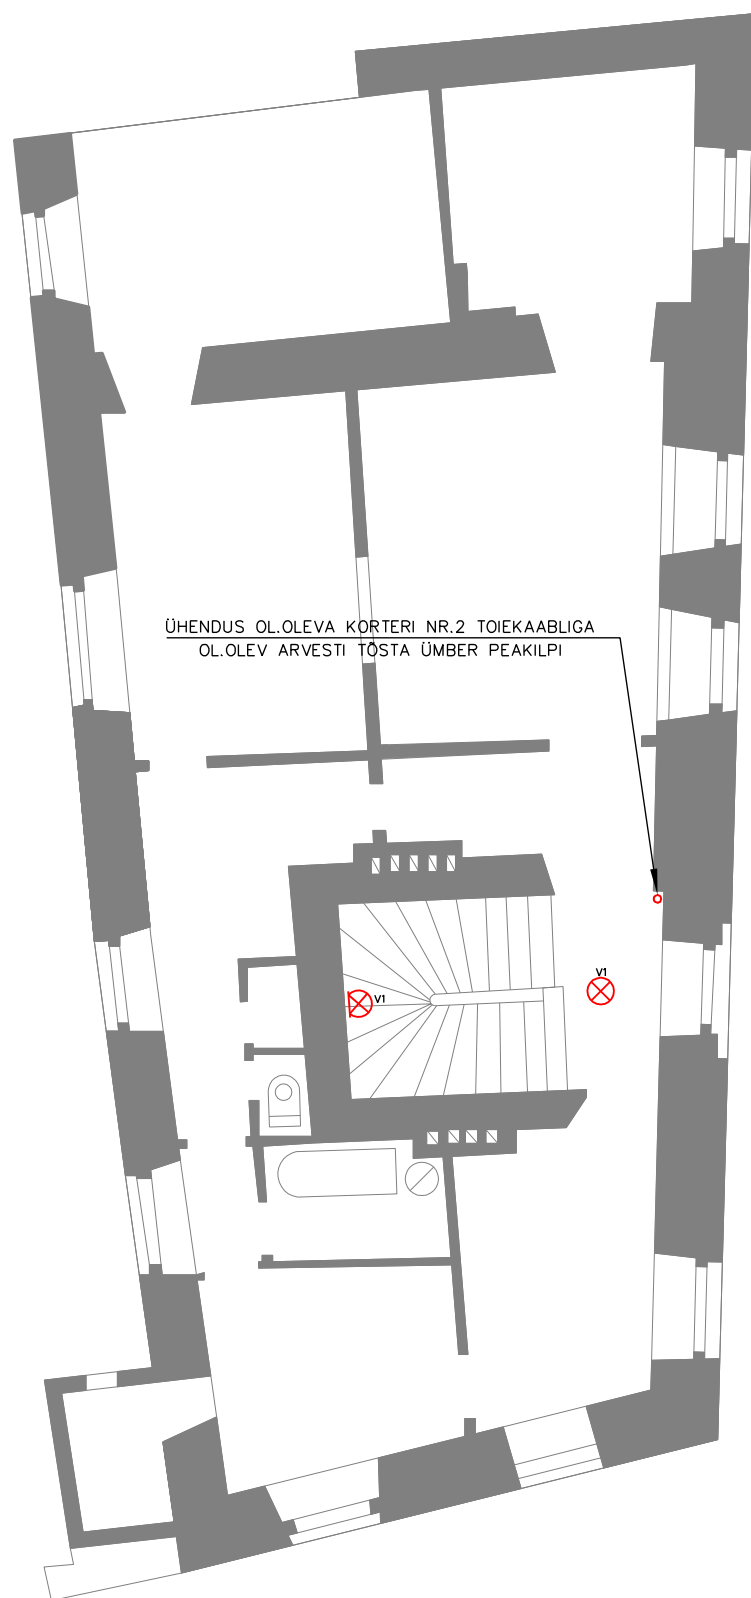 ÜHENDUS OL.OLEVA KORTERI NR.2 TOIEKAABLIGA
OL.OLEV ARVESTI TÕSTA ÜMBER PEAKILPI
V1
V1